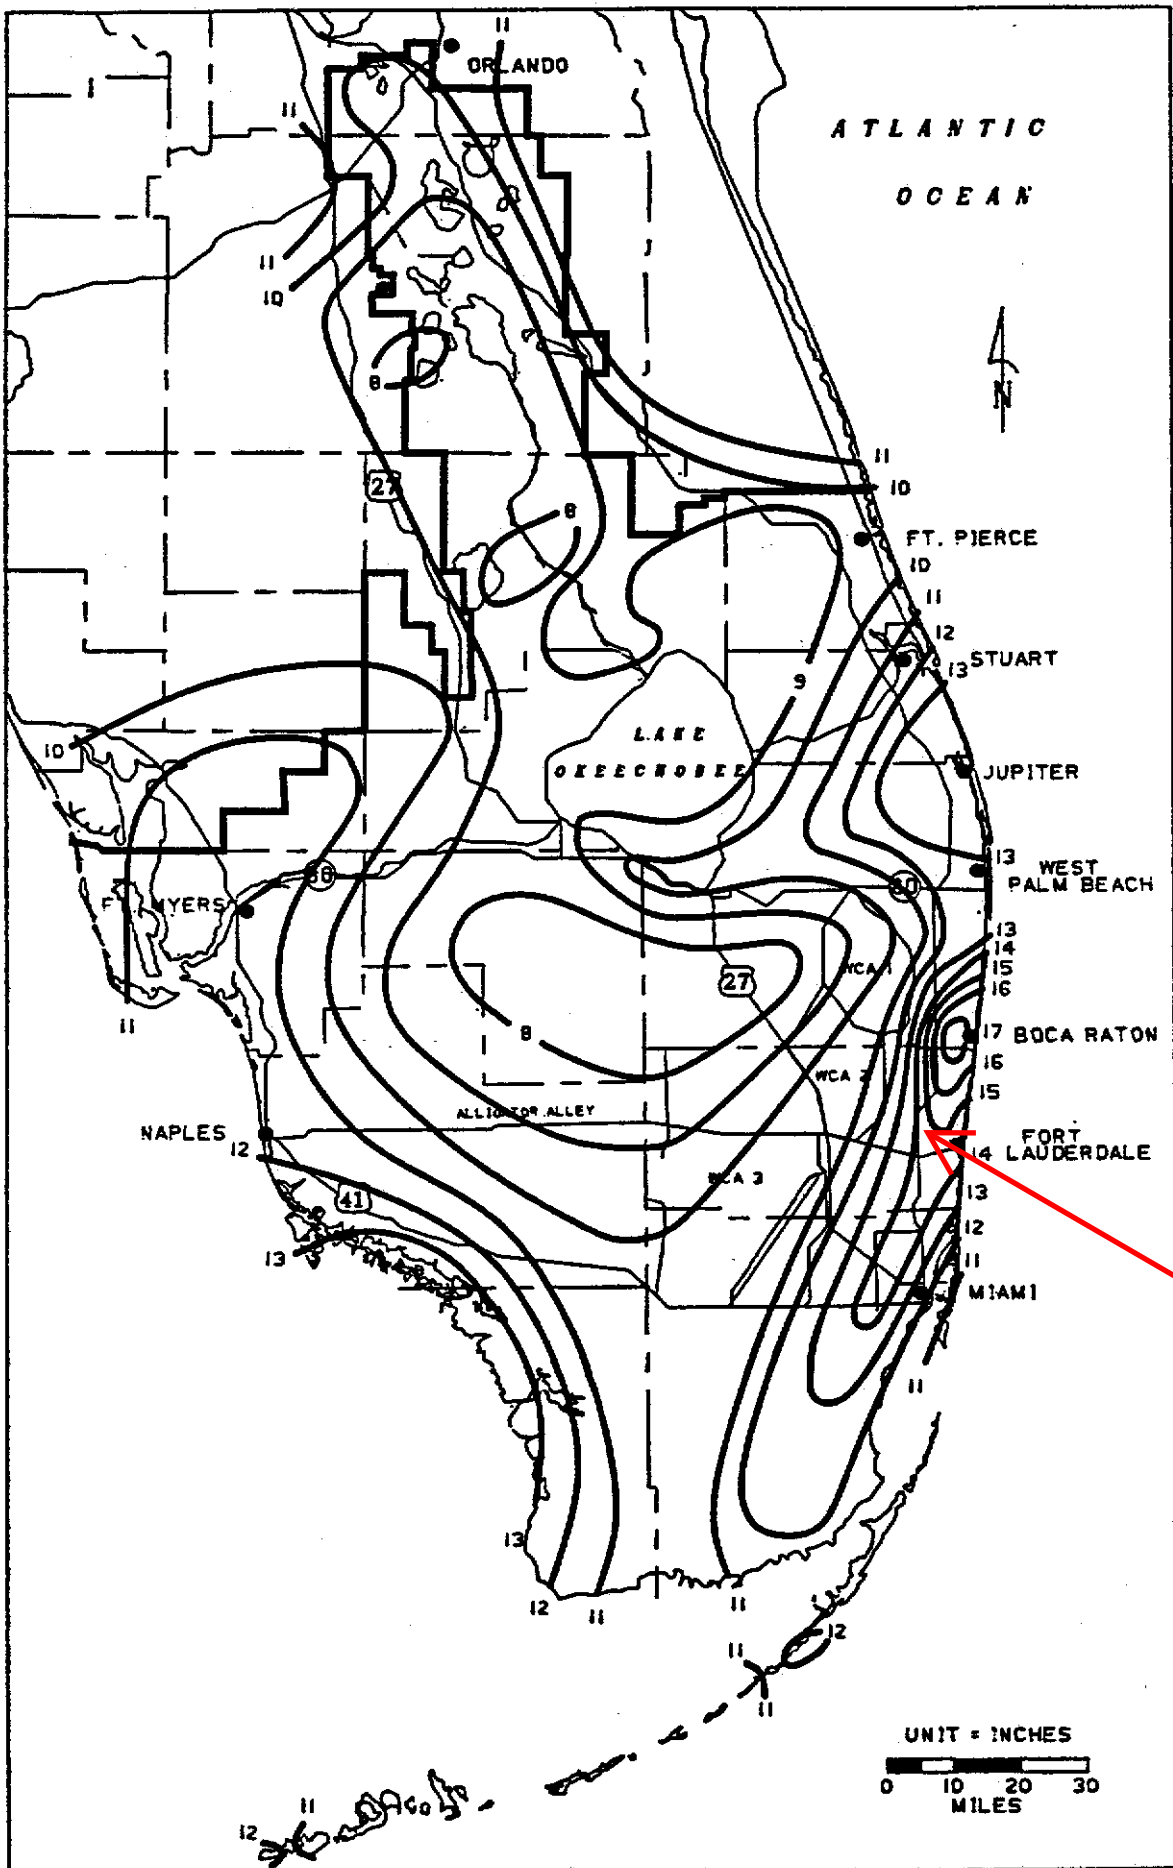 11
ORLANDO
11
ATLANTIC
OCEAN
11
10
N
8
11
27
10
8
FT. PIERCE
10
11
12
STUART
13
9
LAKE
OKEECHOBEE
10
JUPITER
13
WEST
PALM BEACH
80
MYERS
13
14
WCA 1
15
27
16
11
8
17
BOCA RATON
16
WCA 2
15
ALLIGATOR ALLEY
NAPLES
FORT
12
14
LAUDERDALE
WCA 3
13
41
12
13
11
MIAMI
11
13
12
11
11
12
11
11
UNIT = INCHES
0 10 20 30
MILES
11
12